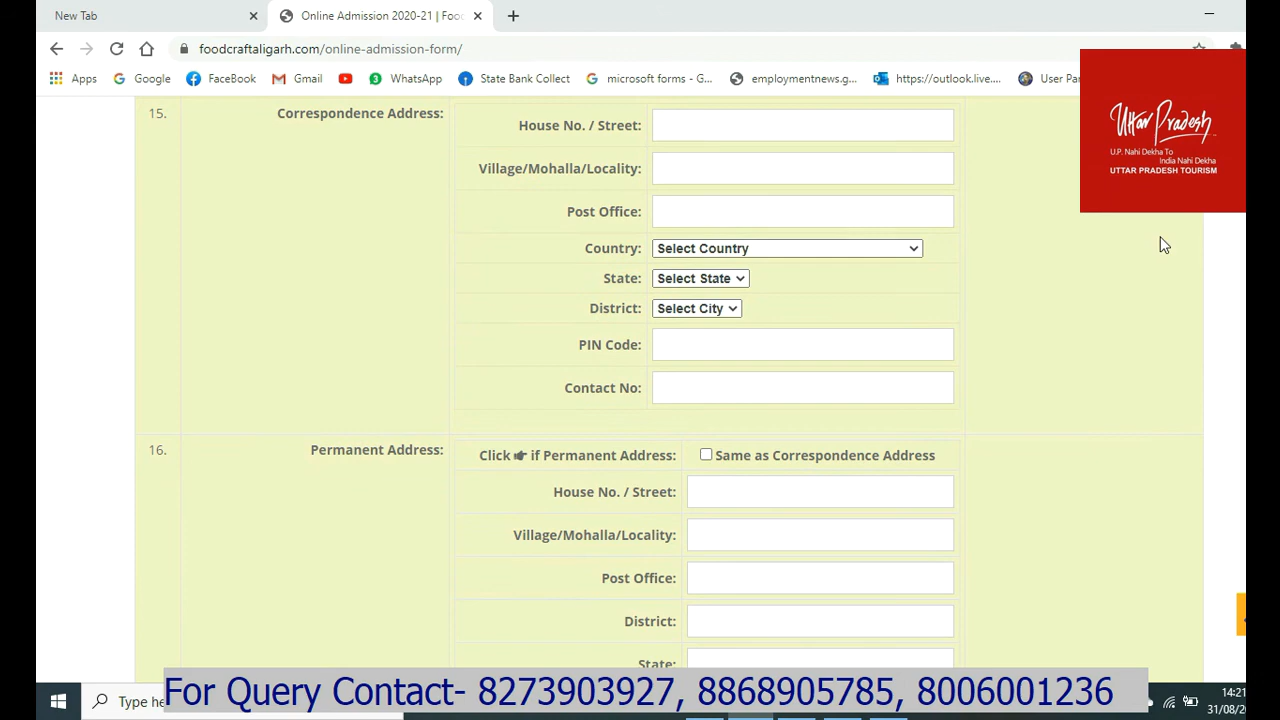 New Tab
Online Admission 2020-21 | Food
foodcraftaligarh.com/online-admission-form/
Apps Google FaceBook Gmail WhatsApp State Bank Collect microsoft forms - G... employmentnews.g... https://outlook.live.... User
Uttar Pradesh
U.P. Nahi Dekha To
India Nahi Dekha
UTTAR PRADESH TOURISM
15. Correspondence Address:
House No. / Street:
Village/Mohalla/Locality:
Post Office:
Country: Select Country
State: Select State
District: Select City
PIN Code:
Contact No:
16. Permanent Address:
Click if Permanent Address: Same as Correspondence Address
House No. / Street:
Village/Mohalla/Locality:
Post Office:
District:
State:
Type
For Query Contact- 8273903927, 8868905785, 8006001236
14:21
31/08/